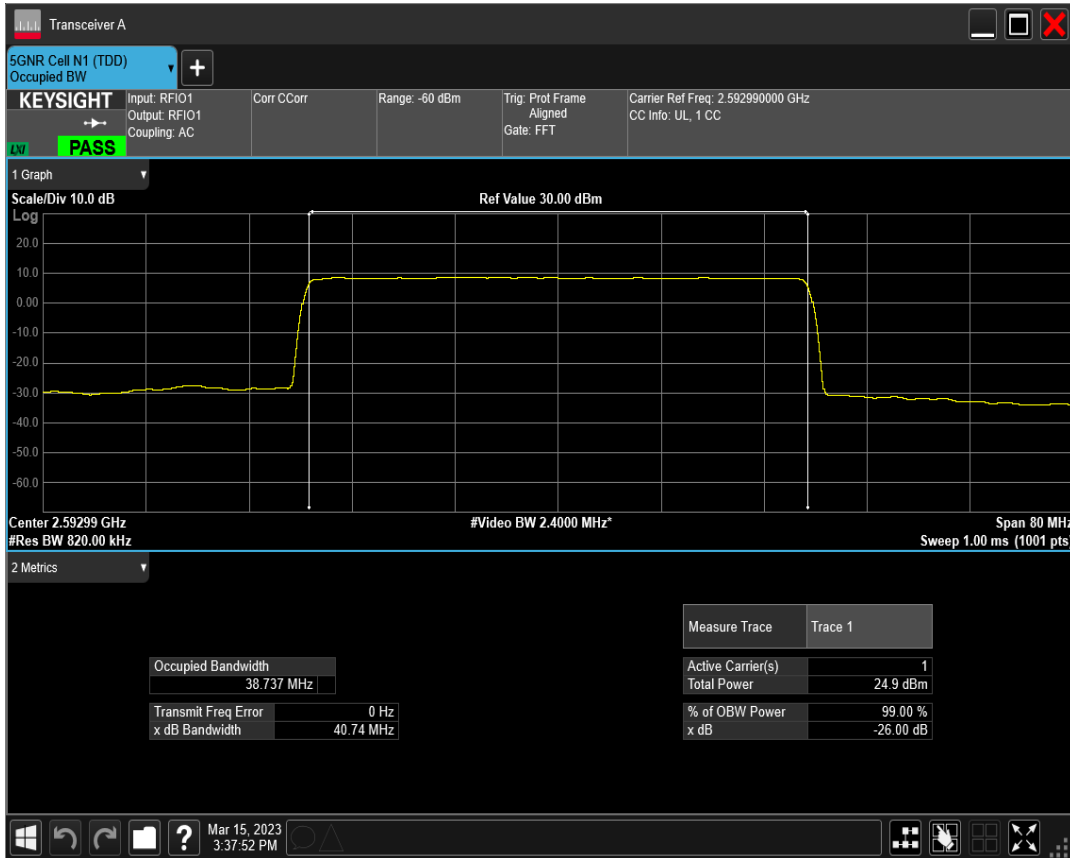 Transceiver A
5GNR Cell N1 (TDD)
Occupied BW
+
KEYSIGHT
LXI
PASS
Input: RFIO1
Output: RFIO1
Coupling: AC
Corr CCorr
Range: -60 dBm
Trig: Prot Frame
Aligned
Gate: FFT
Carrier Ref Freq: 2.592990000 GHz
CC Info: UL, 1 CC
1 Graph
Scale/Div 10.0 dB
Ref Value 30.00 dBm
Log
20.0
10.0
0.00
-10.0
-20.0
-30.0
-40.0
-50.0
-60.0
Center 2.59299 GHz
#Video BW 2.4000 MHz*
Span 80 MHz
#Res BW 820.00 kHz
Sweep 1.00 ms (1001 pts)
2 Metrics
Measure Trace Trace 1
Occupied Bandwidth
38.737 MHz
Active Carrier(s) 1
Total Power 24.9 dBm
Transmit Freq Error 0 Hz
x dB Bandwidth 40.74 MHz
% of OBW Power 99.00 %
x dB -26.00 dB
?
Mar 15, 2023
3:37:52 PM